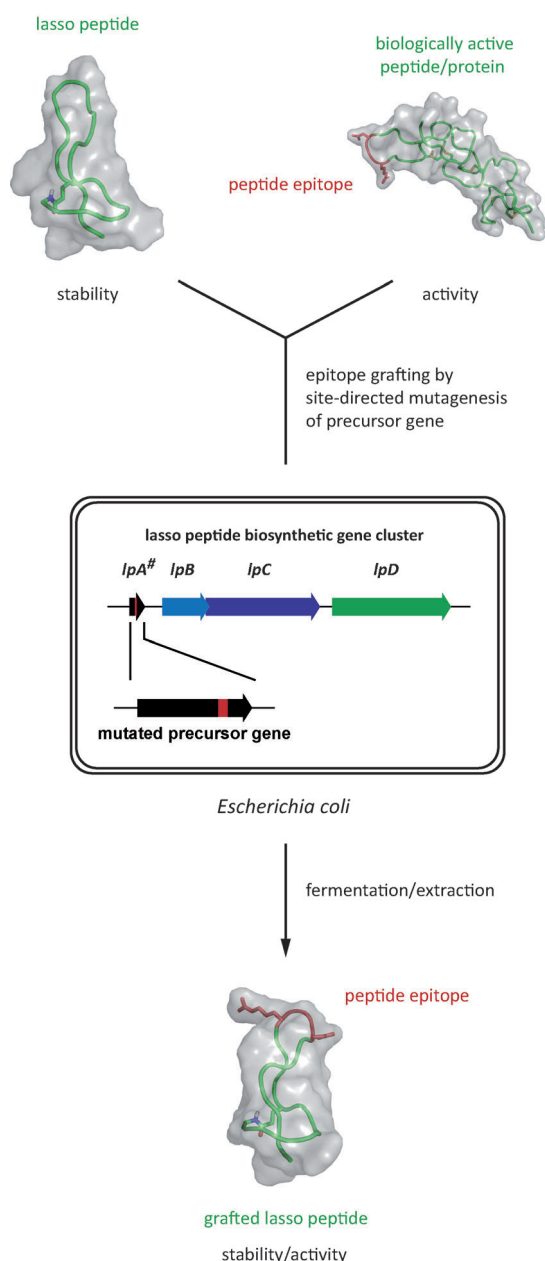 lasso peptide
biologically active
peptide/protein
peptide epitope
stability
activity
epitope grafting by
site-directed mutagenesis
of precursor gene
lasso peptide biosynthetic gene cluster
lpA# lpB lpC lpD
mutated precursor gene
Escherichia coli
fermentation/extraction
peptide epitope
grafted lasso peptide
stability/activity